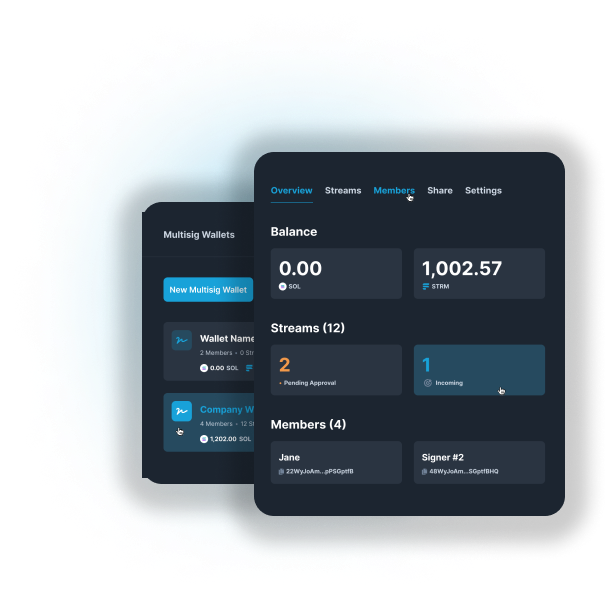 Multisig Wallets
New Multisig Wallet
Wallet Name
2 Members • 0 Str
0.00 SOL
Company W
4 Members • 12 St
1,202.00 SOL
Overview Streams Members Share Settings
Balance
0.00
SOL
1,002.57
STRM
Streams (12)
2
Pending Approval
1
Incoming
Members (4)
Jane
22WyJoAm...pPSGptfB
Signer #2
48WyJoAm...SGptfBHQ